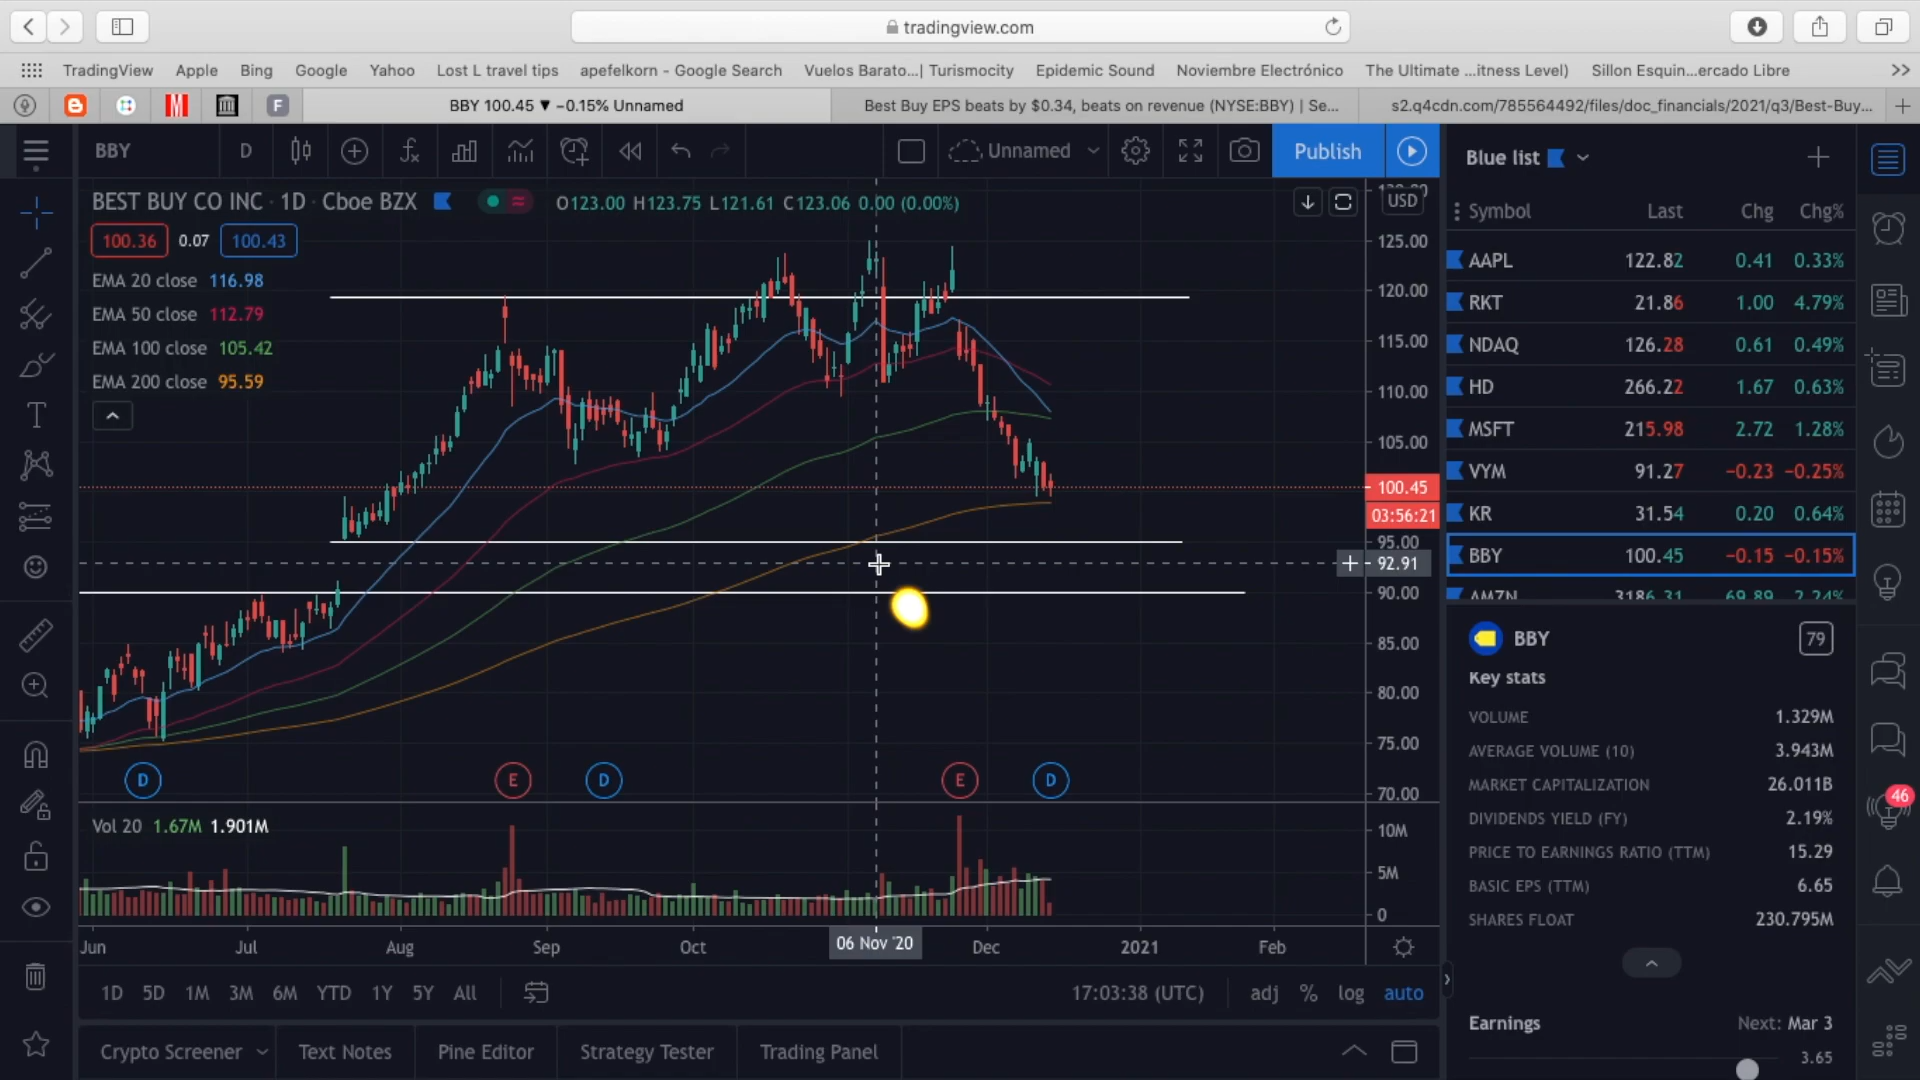 tradingview.com
TradingView Apple Bing Google Yahoo Lost L travel tips apefelkorn - Google Search Vuelos Barato...| Turismocity Epidemic Sound Noviembre Electrónico The Ultimate ...itness Level) Sillon Esquin...ercado Libre
M F BBY 100.45 ▼ −0.15% Unnamed Best Buy EPS beats by $0.34, beats on revenue (NYSE:BBY) | Se... s2.q4cdn.com/785564492/files/doc_financials/2021/q3/Best-Buy...
BBY D Unnamed Publish
BEST BUY CO INC · 1D · Cboe BZX O123.00 H123.75 L121.61 C123.06 0.00 (0.00%)
100.36 0.07 100.43
EMA 20 close 116.98
EMA 50 close 112.79
EMA 100 close 105.42
EMA 200 close 95.59
USD
125.00
120.00
115.00
110.00
105.00
100.45
03:56:21
95.00
92.91
90.00
85.00
80.00
75.00
70.00
D E D E D
Vol 20 1.67M 1.901M
10M
5M
0
Jun Jul Aug Sep Oct 06 Nov '20 Dec 2021 Feb
1D 5D 1M 3M 6M YTD 1Y 5Y All 17:03:38 (UTC) adj % log auto
Crypto Screener Text Notes Pine Editor Strategy Tester Trading Panel
Blue list
Symbol Last Chg Chg%
AAPL 122.82 0.41 0.33%
RKT 21.86 1.00 4.79%
NDAQ 126.28 0.61 0.49%
HD 266.22 1.67 0.63%
MSFT 215.98 2.72 1.28%
VYM 91.27 −0.23 −0.25%
KR 31.54 0.20 0.64%
BBY 100.45 −0.15 −0.15%
AMZN 3186.31 69.89 2.24%
BBY 79
Key stats
VOLUME 1.329M
AVERAGE VOLUME (10) 3.943M
MARKET CAPITALIZATION 26.011B
DIVIDENDS YIELD (FY) 2.19%
PRICE TO EARNINGS RATIO (TTM) 15.29
BASIC EPS (TTM) 6.65
SHARES FLOAT 230.795M
Earnings Next: Mar 3
3.65
46